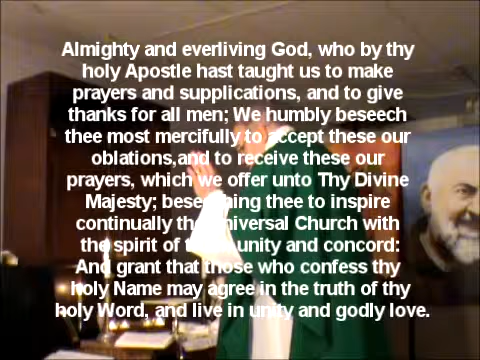 Almighty and everliving God, who by thy
holy Apostle hast taught us to make
prayers and supplications, and to give
thanks for all men; We humbly beseech
thee most mercifully to accept these our
oblations,and to receive these our
prayers, which we offer unto Thy Divine
Majesty; beseeching thee to inspire
continually the Universal Church with
the spirit of unity and concord:
And grant that those who confess thy
holy Name may agree in the truth of thy
holy Word, and live in unity and godly love.